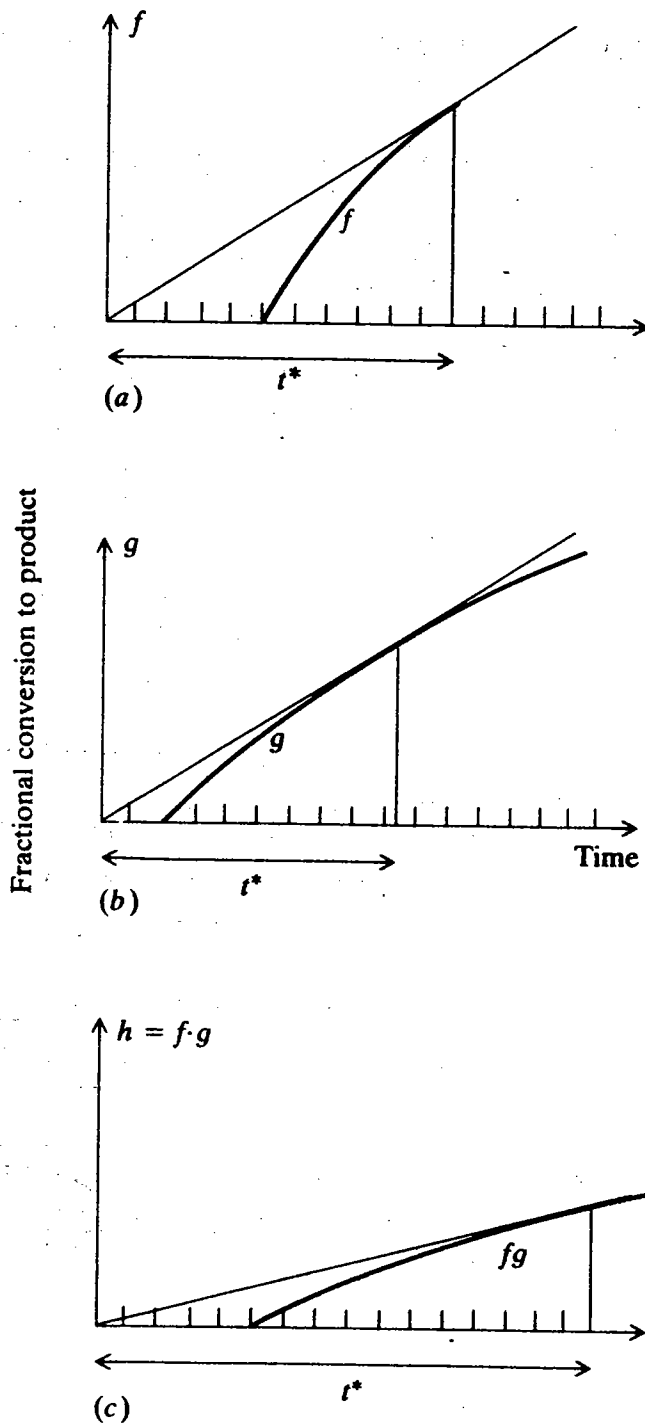 f
f
t*
(a)
Fractional conversion to product
g
g
Time
t*
(b)
h = f·g
fg
t*
(c)